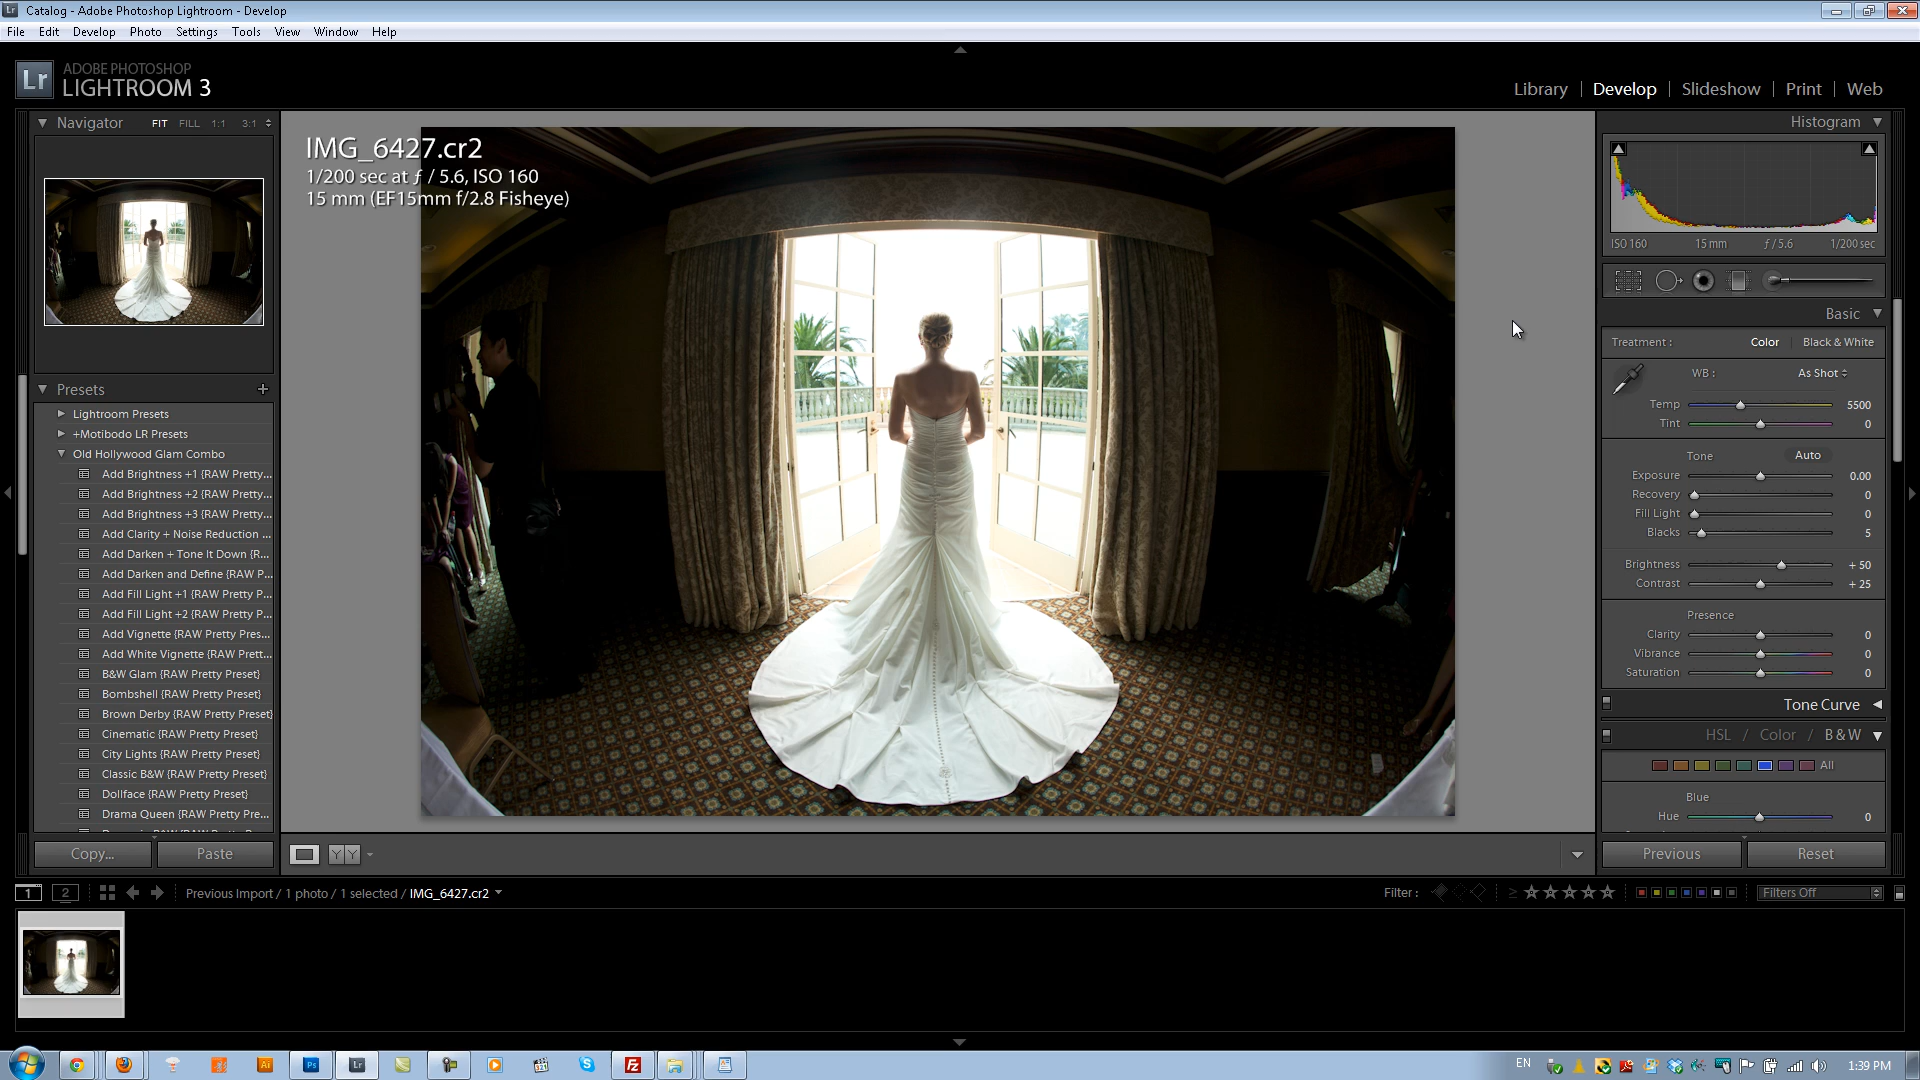 Catalog - Adobe Photoshop Lightroom - Develop
File Edit Develop Photo Settings Tools View Window Help
Lr ADOBE PHOTOSHOP
LIGHTROOM 3
Library | Develop | Slideshow | Print | Web
Navigator FIT FILL 1:1 3:1
IMG_6427.cr2
1/200 sec at ƒ / 5.6, ISO 160
15 mm (EF15mm f/2.8 Fisheye)
Presets +
Lightroom Presets
+Motibodo LR Presets
Old Hollywood Glam Combo
Add Brightness +1 {RAW Pretty...
Add Brightness +2 {RAW Pretty...
Add Brightness +3 {RAW Pretty...
Add Clarity + Noise Reduction ...
Add Darken + Tone It Down {R...
Add Darken and Define {RAW P...
Add Fill Light +1 {RAW Pretty P...
Add Fill Light +2 {RAW Pretty P...
Add Vignette {RAW Pretty Pres...
Add White Vignette {RAW Prett...
B&W Glam {RAW Pretty Preset}
Bombshell {RAW Pretty Preset}
Brown Derby {RAW Pretty Preset}
Cinematic {RAW Pretty Preset}
City Lights {RAW Pretty Preset}
Classic B&W {RAW Pretty Preset}
Dollface {RAW Pretty Preset}
Drama Queen {RAW Pretty Pre...
Copy... Paste
Histogram
ISO 160 15 mm ƒ / 5.6 1/200 sec
Basic
Treatment : Color | Black & White
WB : As Shot
Temp 5500
Tint 0
Tone Auto
Exposure 0.00
Recovery 0
Fill Light 0
Blacks 5
Brightness + 50
Contrast + 25
Presence
Clarity 0
Vibrance 0
Saturation 0
Tone Curve
HSL / Color / B & W
All
Blue
Hue 0
Previous Reset
1 2 Previous Import / 1 photo / 1 selected / IMG_6427.cr2
Filter : ≥ Filters Off
Ai Ps Lr Fz EN 1:39 PM